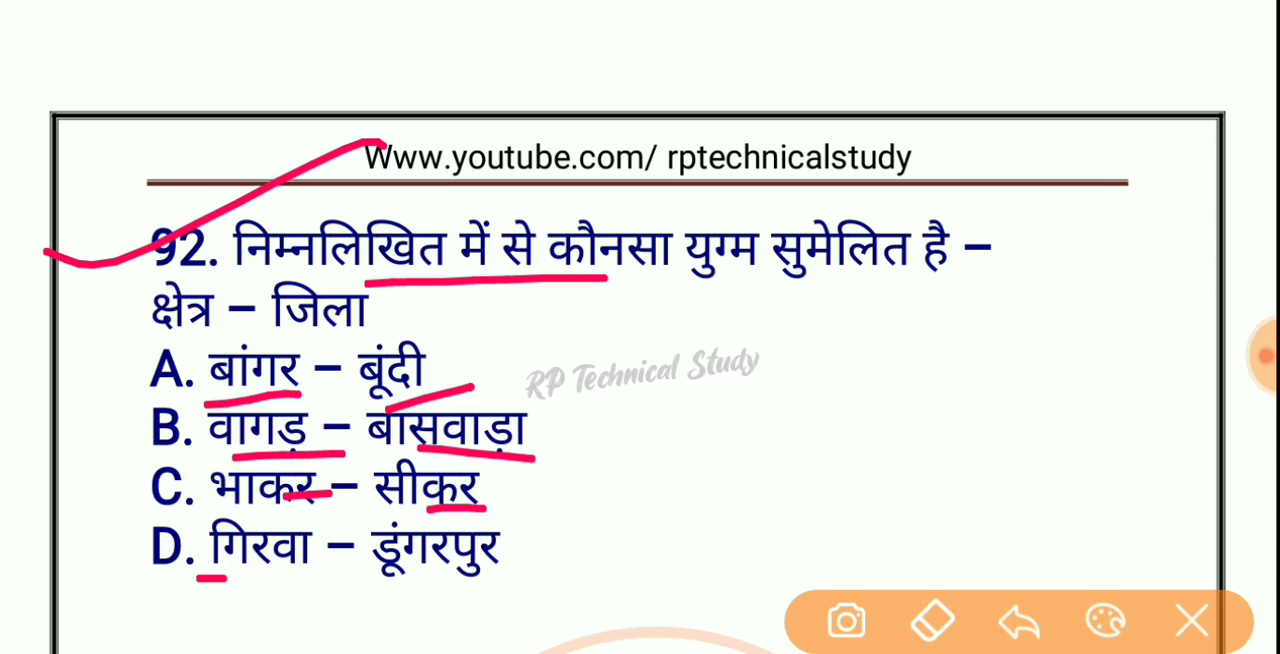 Www.youtube.com/ rptechnicalstudy
92. निम्नलिखित में से कौनसा युग्म सुमेलित है –
क्षेत्र – जिला
A. बांगर – बूंदी
RP Technical Study
B. वागड़ – बासवाड़ा
C. भाकर – सीकर
D. गिरवा – डूंगरपुर